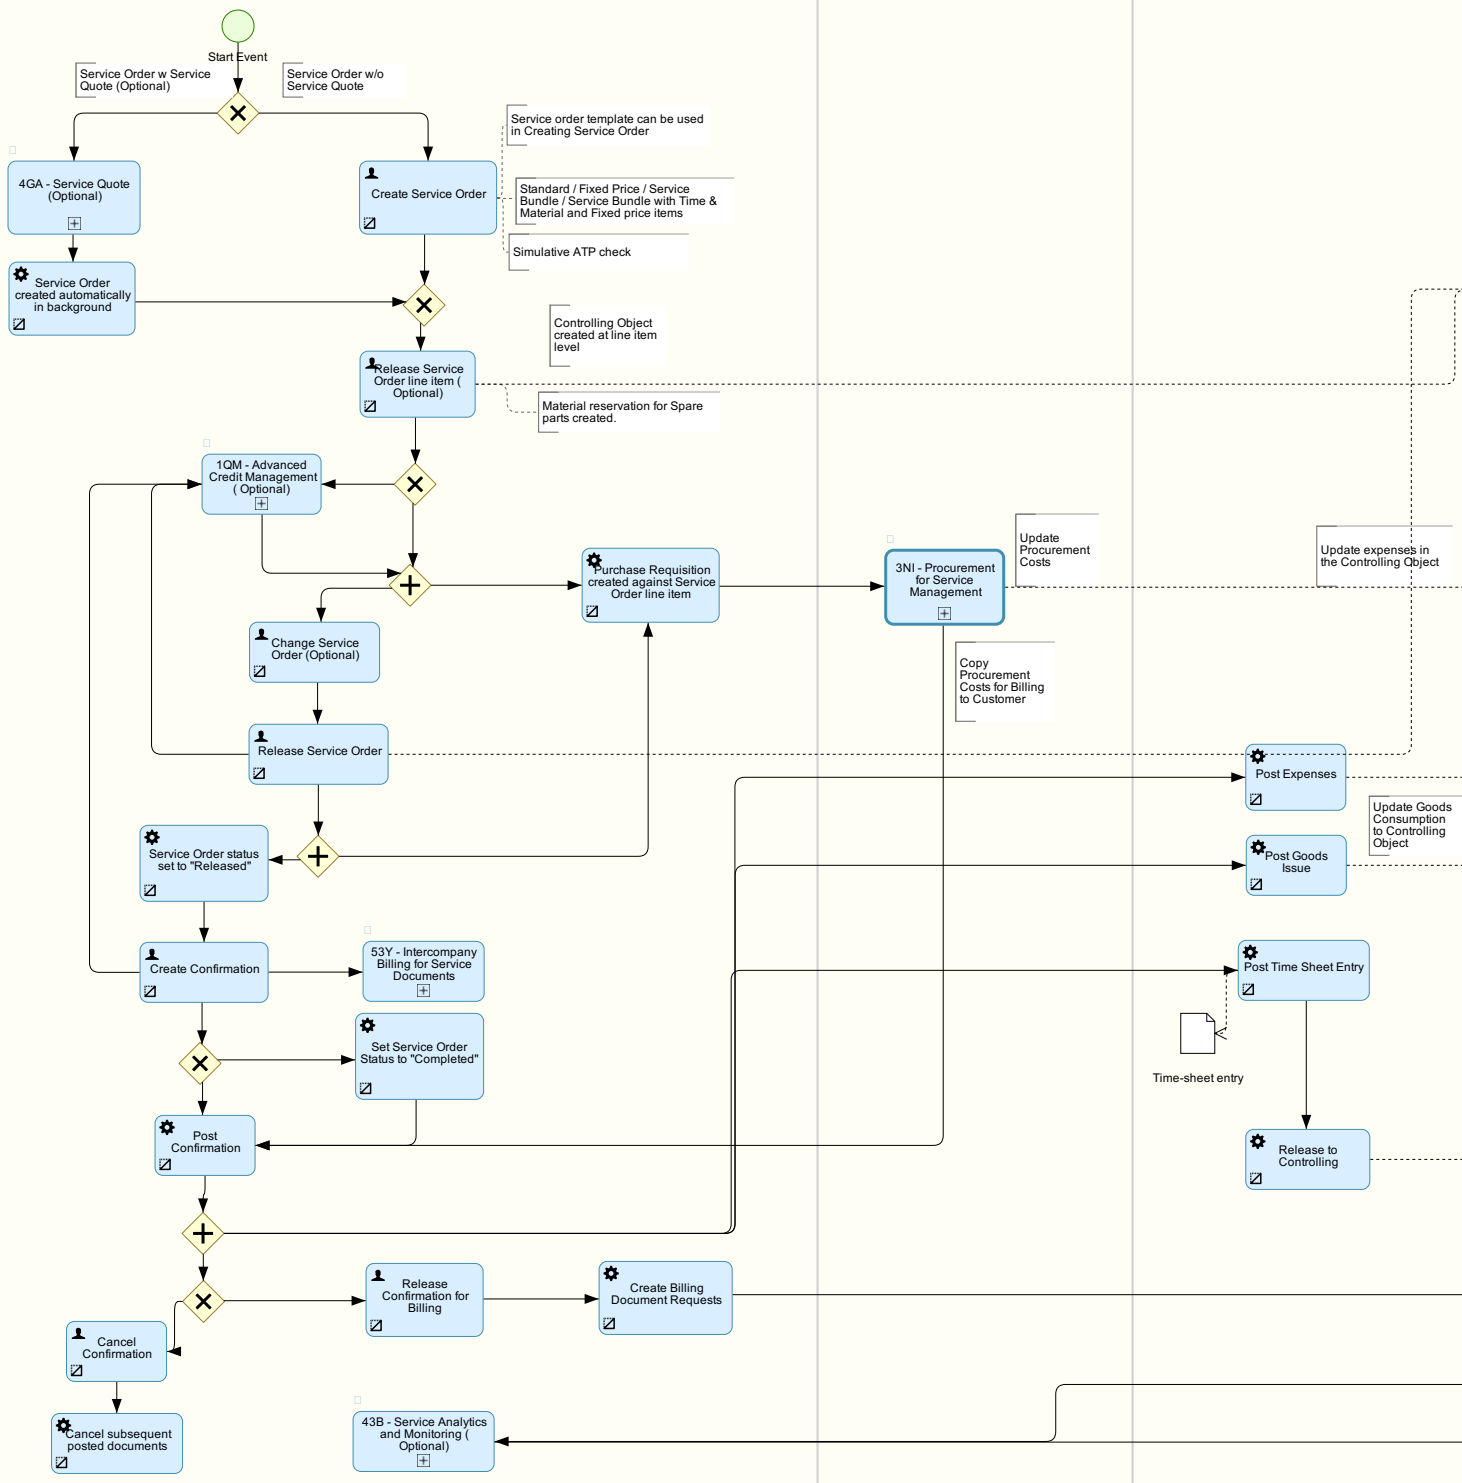 Start Event
Service Order w Service
Quote (Optional)
Service Order w/o
Service Quote
Service order template can be used
in Creating Service Order
4GA - Service Quote
(Optional)
Create Service Order
Standard / Fixed Price / Service
Bundle / Service Bundle with Time &
Material and Fixed price items
Simulative ATP check
Service Order
created automatically
in background
Controlling Object
created at line item
level
Release Service
Order line item (
Optional)
Material reservation for Spare
parts created.
1QM - Advanced
Credit Management
( Optional)
Purchase Requisition
created against Service
Order line item
3NI - Procurement
for Service
Management
Update
Procurement
Costs
Update expenses in
the Controlling Object
Change Service
Order (Optional)
Copy
Procurement
Costs for Billing
to Customer
Release Service Order
Post Expenses
Update Goods
Consumption
to Controlling
Object
Service Order status
set to "Released"
Post Goods
Issue
Create Confirmation
53Y - Intercompany
Billing for Service
Documents
Post Time Sheet Entry
Set Service Order
Status to "Completed"
Time-sheet entry
Post
Confirmation
Release to
Controlling
Release
Confirmation for
Billing
Create Billing
Document Requests
Cancel
Confirmation
Cancel subsequent
posted documents
43B - Service Analytics
and Monitoring (
Optional)